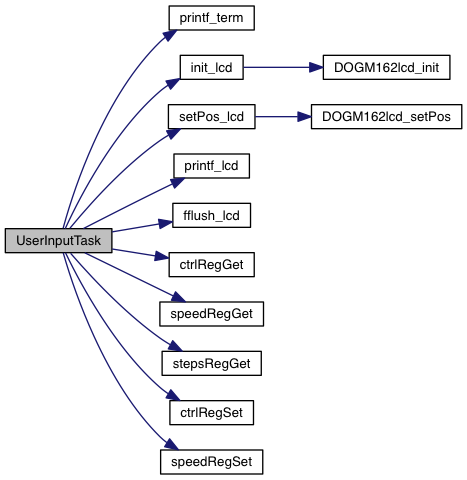 printf_term
init_lcd
DOGM162lcd_init
setPos_lcd
DOGM162lcd_setPos
printf_lcd
fflush_lcd
UserInputTask
ctrlRegGet
speedRegGet
stepsRegGet
ctrlRegSet
speedRegSet